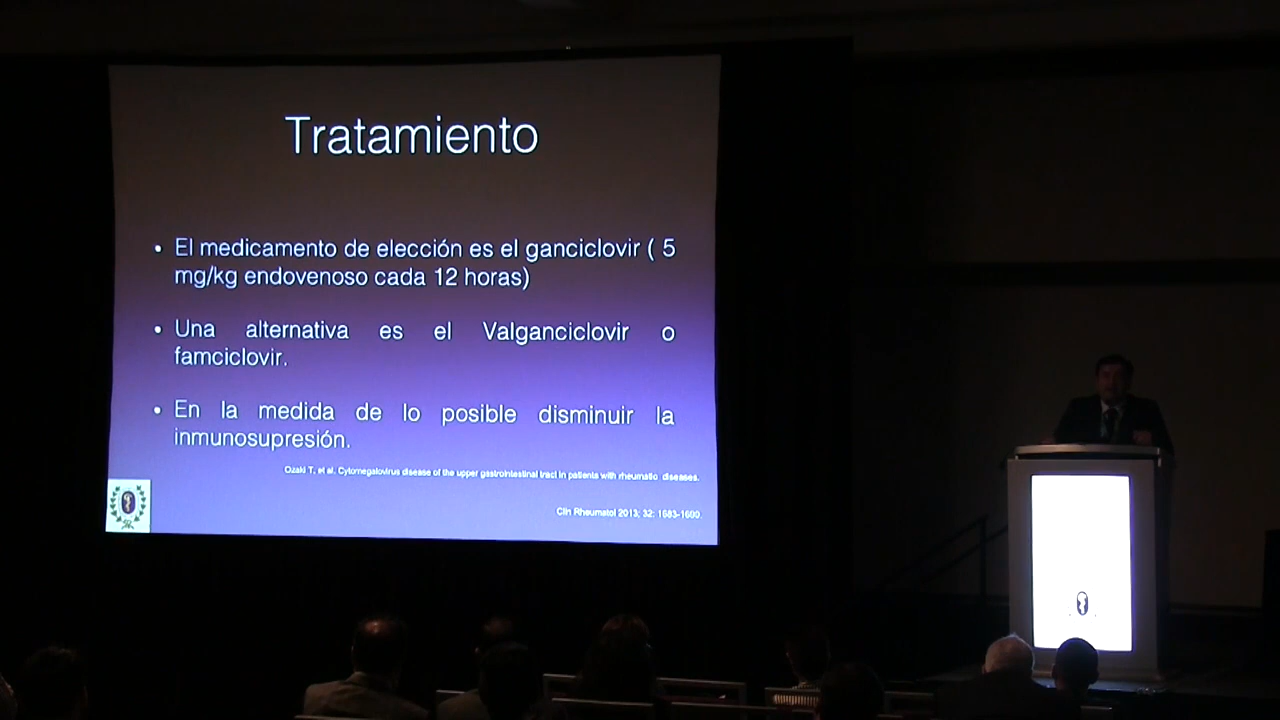 Tratamiento
• El medicamento de elección es el ganciclovir ( 5
mg/kg endovenoso cada 12 horas)
• Una alternativa es el Valganciclovir o
famciclovir.
• En la medida de lo posible disminuir la
inmunosupresión.
Ozaki T, et al. Cytomegalovirus disease of the upper gastrointestinal tract in patients with rheumatic diseases.
Clin Rheumatol 2013; 32: 1683-1690.